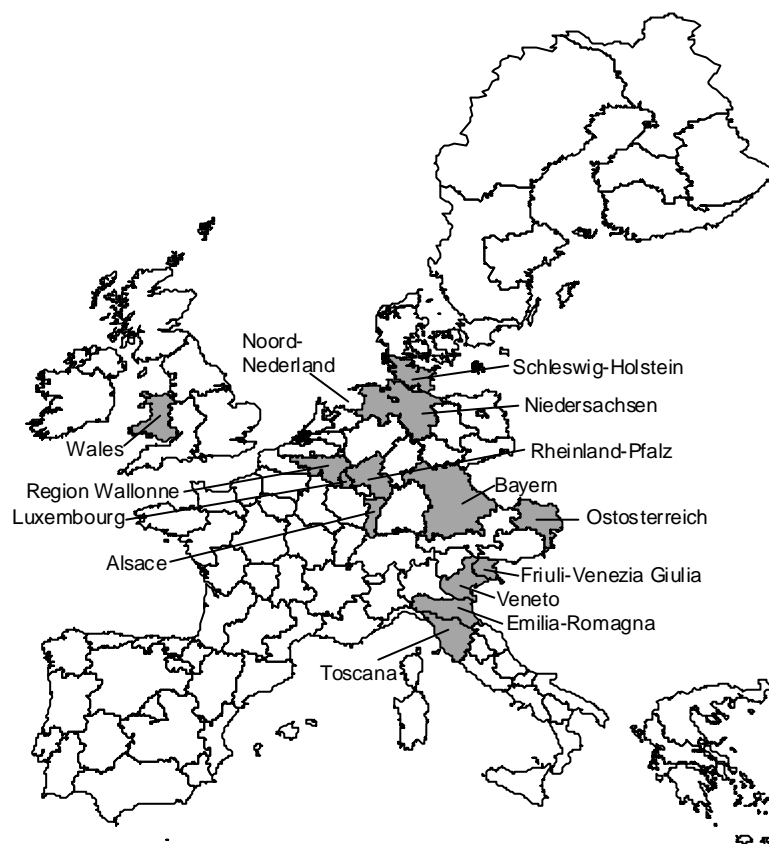 Noord-
Nederland
Schleswig-Holstein
Niedersachsen
Wales
Rheinland-Pfalz
Region Wallonne
Bayern
Luxembourg
Ostosterreich
Alsace
Friuli-Venezia Giulia
Veneto
Emilia-Romagna
Toscana